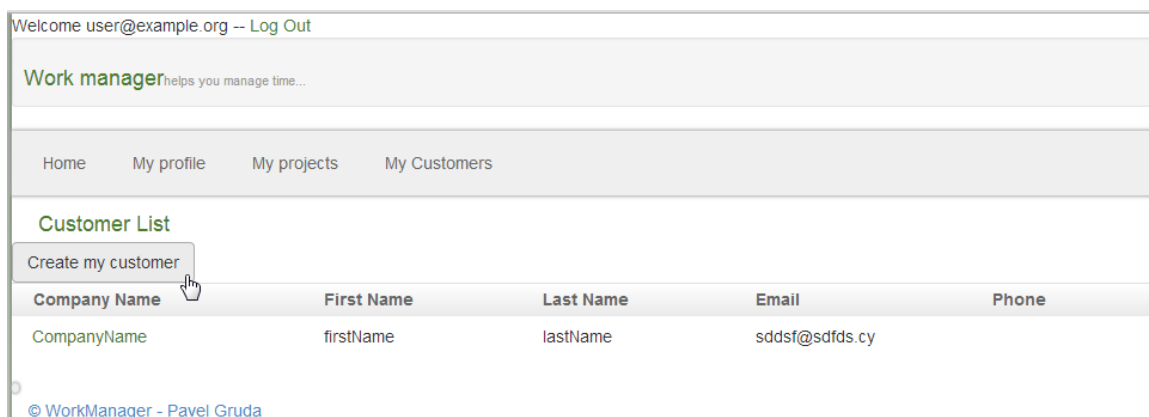 Welcome user@example.org -- Log Out
Work manager helps you manage time...
Home My profile My projects My Customers
Customer List
Create my customer
Company Name First Name Last Name Email Phone
CompanyName firstName lastName sddsf@sdfds.cy
© WorkManager - Pavel Gruda